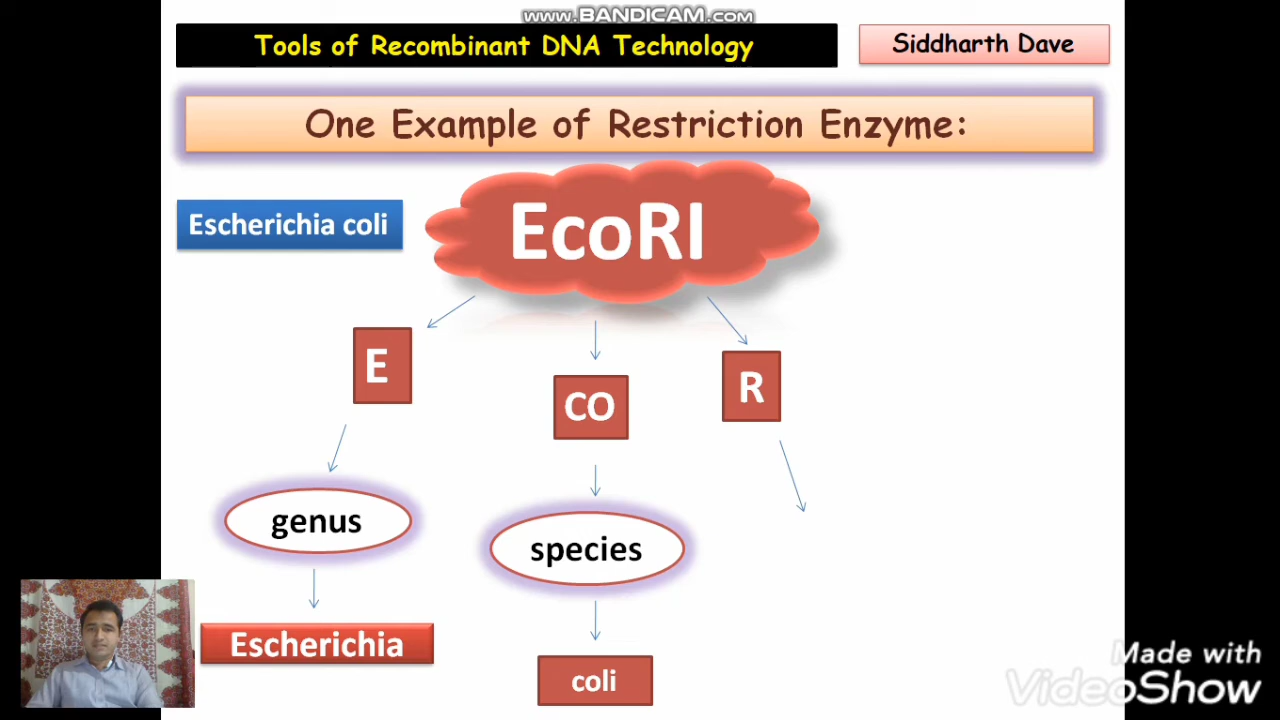 www.BANDICAM.com
Tools of Recombinant DNA Technology
Siddharth Dave
One Example of Restriction Enzyme:
Escherichia coli
EcoRI
E
CO
R
genus
species
Escherichia
coli
Made with
VideoShow